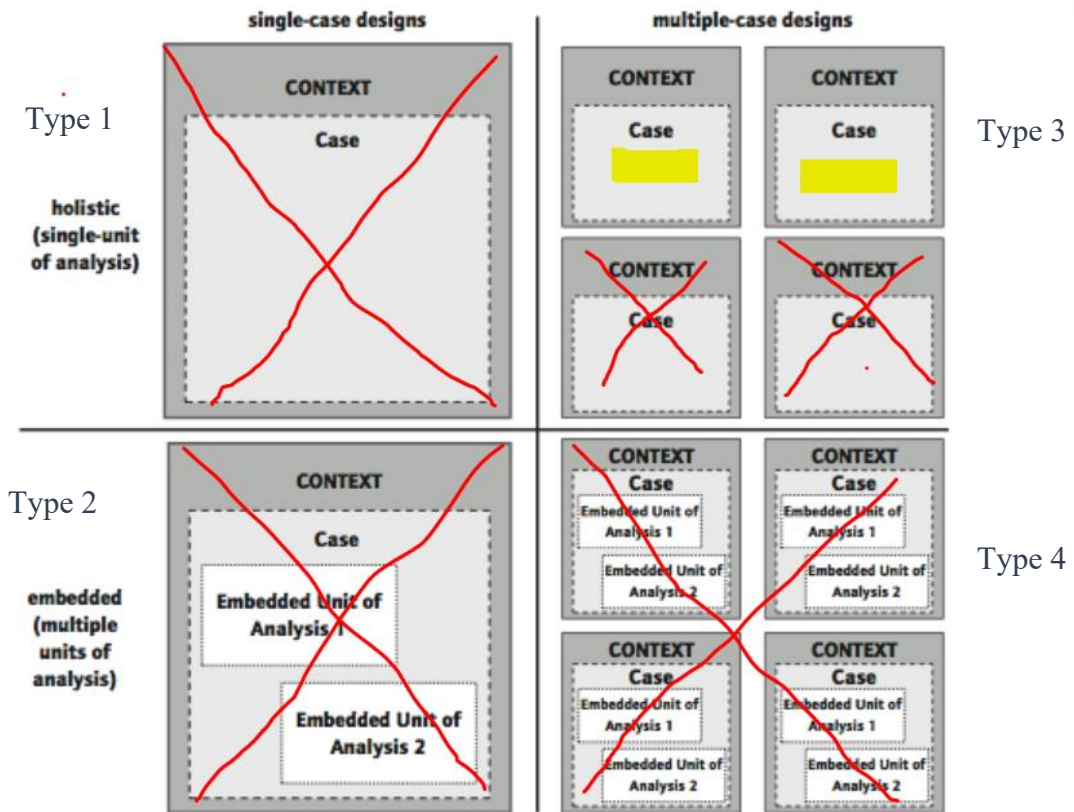 single-case designs
multiple-case designs
Type 1
holistic
(single-unit
of analysis)
CONTEXT
Case
CONTEXT
Case
CONTEXT
Case
Type 3
CONTEXT
Case
CONTEXT
Case
Type 2
embedded
(multiple
units of
analysis)
CONTEXT
Case
Embedded Unit of
Analysis 1
Embedded Unit of
Analysis 2
CONTEXT
Case
Embedded Unit of
Analysis 1
Embedded Unit of
Analysis 2
CONTEXT
Case
Embedded Unit of
Analysis 1
Embedded Unit of
Analysis 2
Type 4
CONTEXT
Case
Embedded Unit of
Analysis 1
Embedded Unit of
Analysis 2
CONTEXT
Case
Embedded Unit of
Analysis 1
Embedded Unit of
Analysis 2